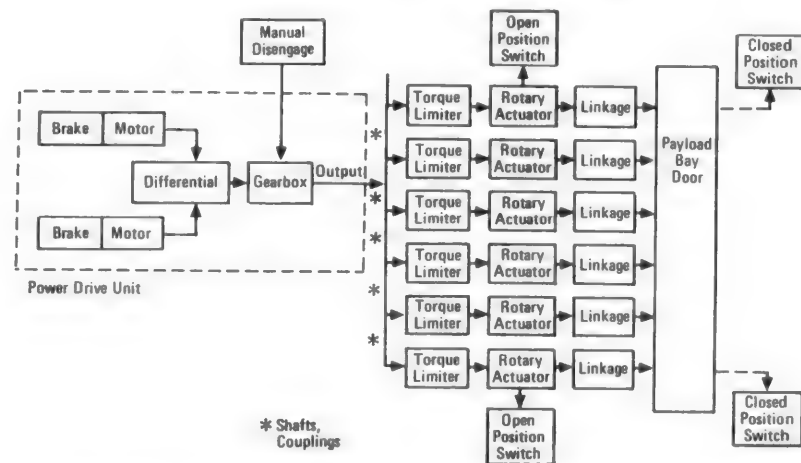 Manual
Disengage
Open
Position
Switch
Closed
Position
Switch
Brake Motor
Differential
Gearbox
Output
Brake Motor
Power Drive Unit
*
*
*
*
*
Torque
Limiter
Rotary
Actuator
Linkage
Torque
Limiter
Rotary
Actuator
Linkage
Torque
Limiter
Rotary
Actuator
Linkage
Torque
Limiter
Rotary
Actuator
Linkage
Torque
Limiter
Rotary
Actuator
Linkage
Torque
Limiter
Rotary
Actuator
Linkage
Payload
Bay
Door
* Shafts,
Couplings
Open
Position
Switch
Closed
Position
Switch